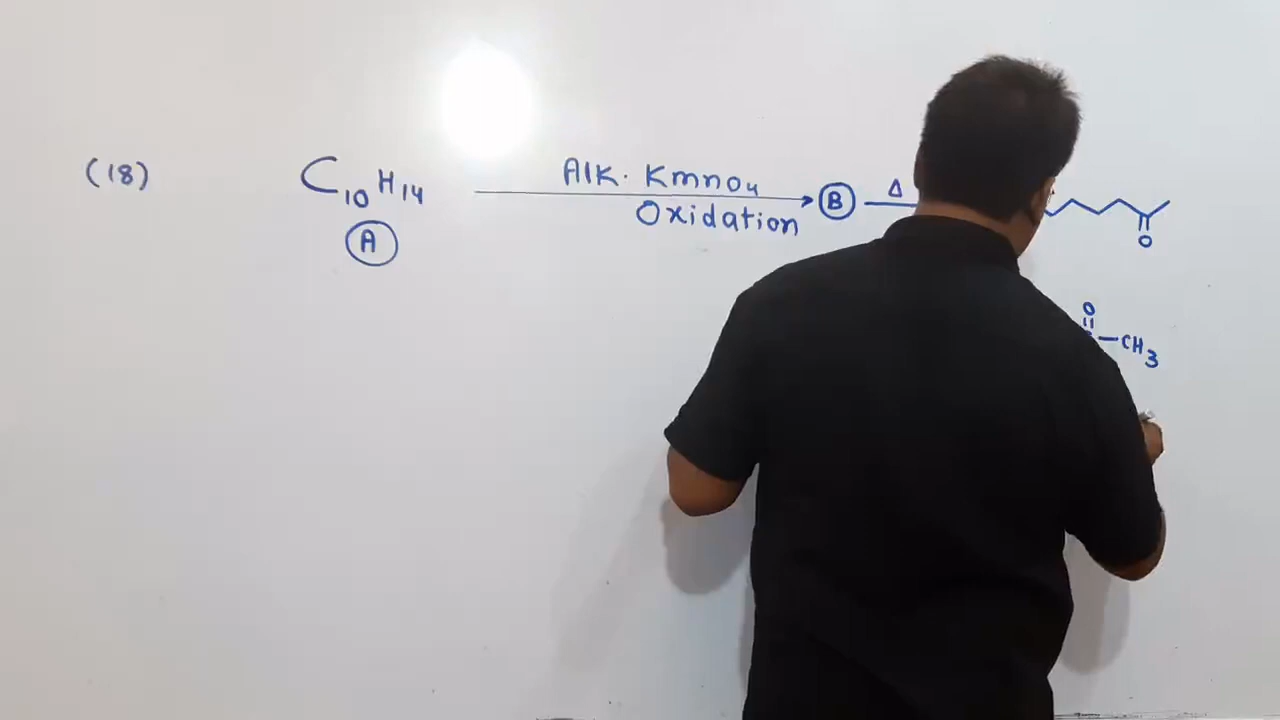 (18) C10H14 Alk. Kmno4 B Δ
Oxidation O
A
O
CH3